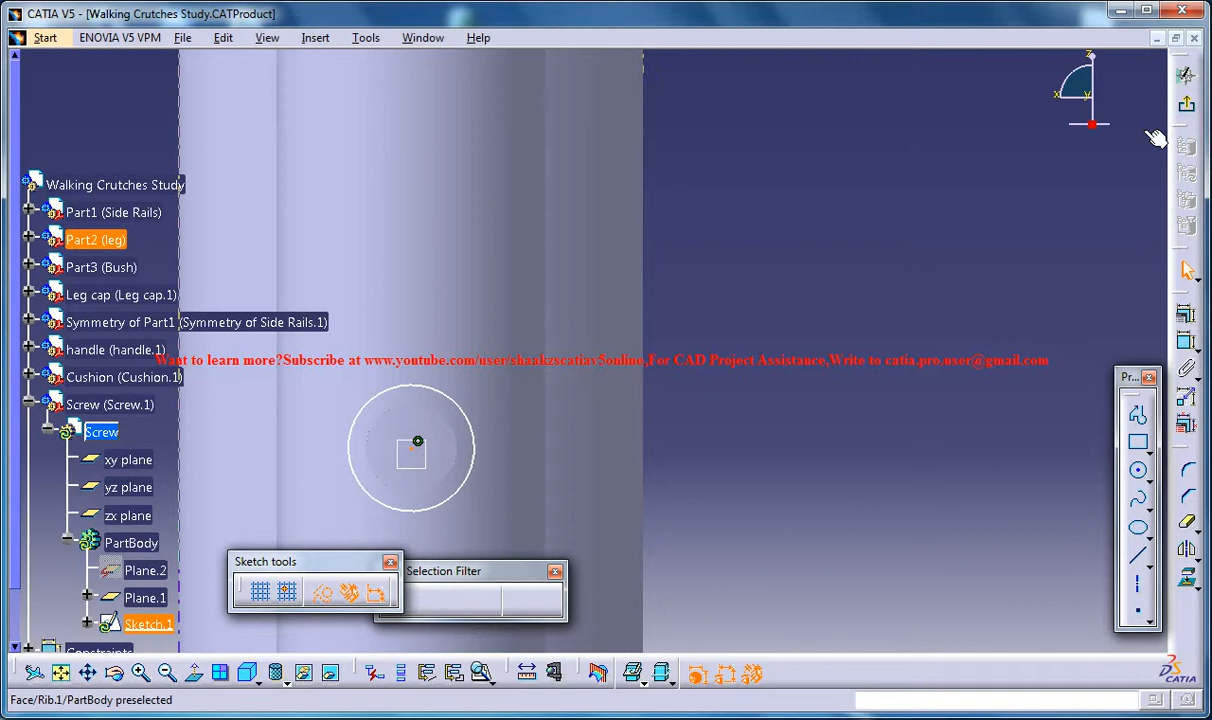 CATIA V5 - [Walking Crutches Study.CATProduct]
Start ENOVIA V5 VPM File Edit View Insert Tools Window Help
z
x y
Walking Crutches Study
Part1 (Side Rails)
Part2 (leg)
Part3 (Bush)
Leg cap (Leg cap.1)
Symmetry of Part1 (Symmetry of Side Rails.1)
handle (handle.1)
Want to learn more?Subscribe at www.youtube.com/user/shaakzscatiav5online,For CAD Project Assistance,Write to catia.pro.user@gmail.com
Cushion (Cushion.1)
Pr...
Screw (Screw.1)
Screw
xy plane
yz plane
zx plane
PartBody
Sketch tools
Selection Filter
Plane.2
Plane.1
Sketch.1
Constraints
CATIA
Face/Rib.1/PartBody preselected